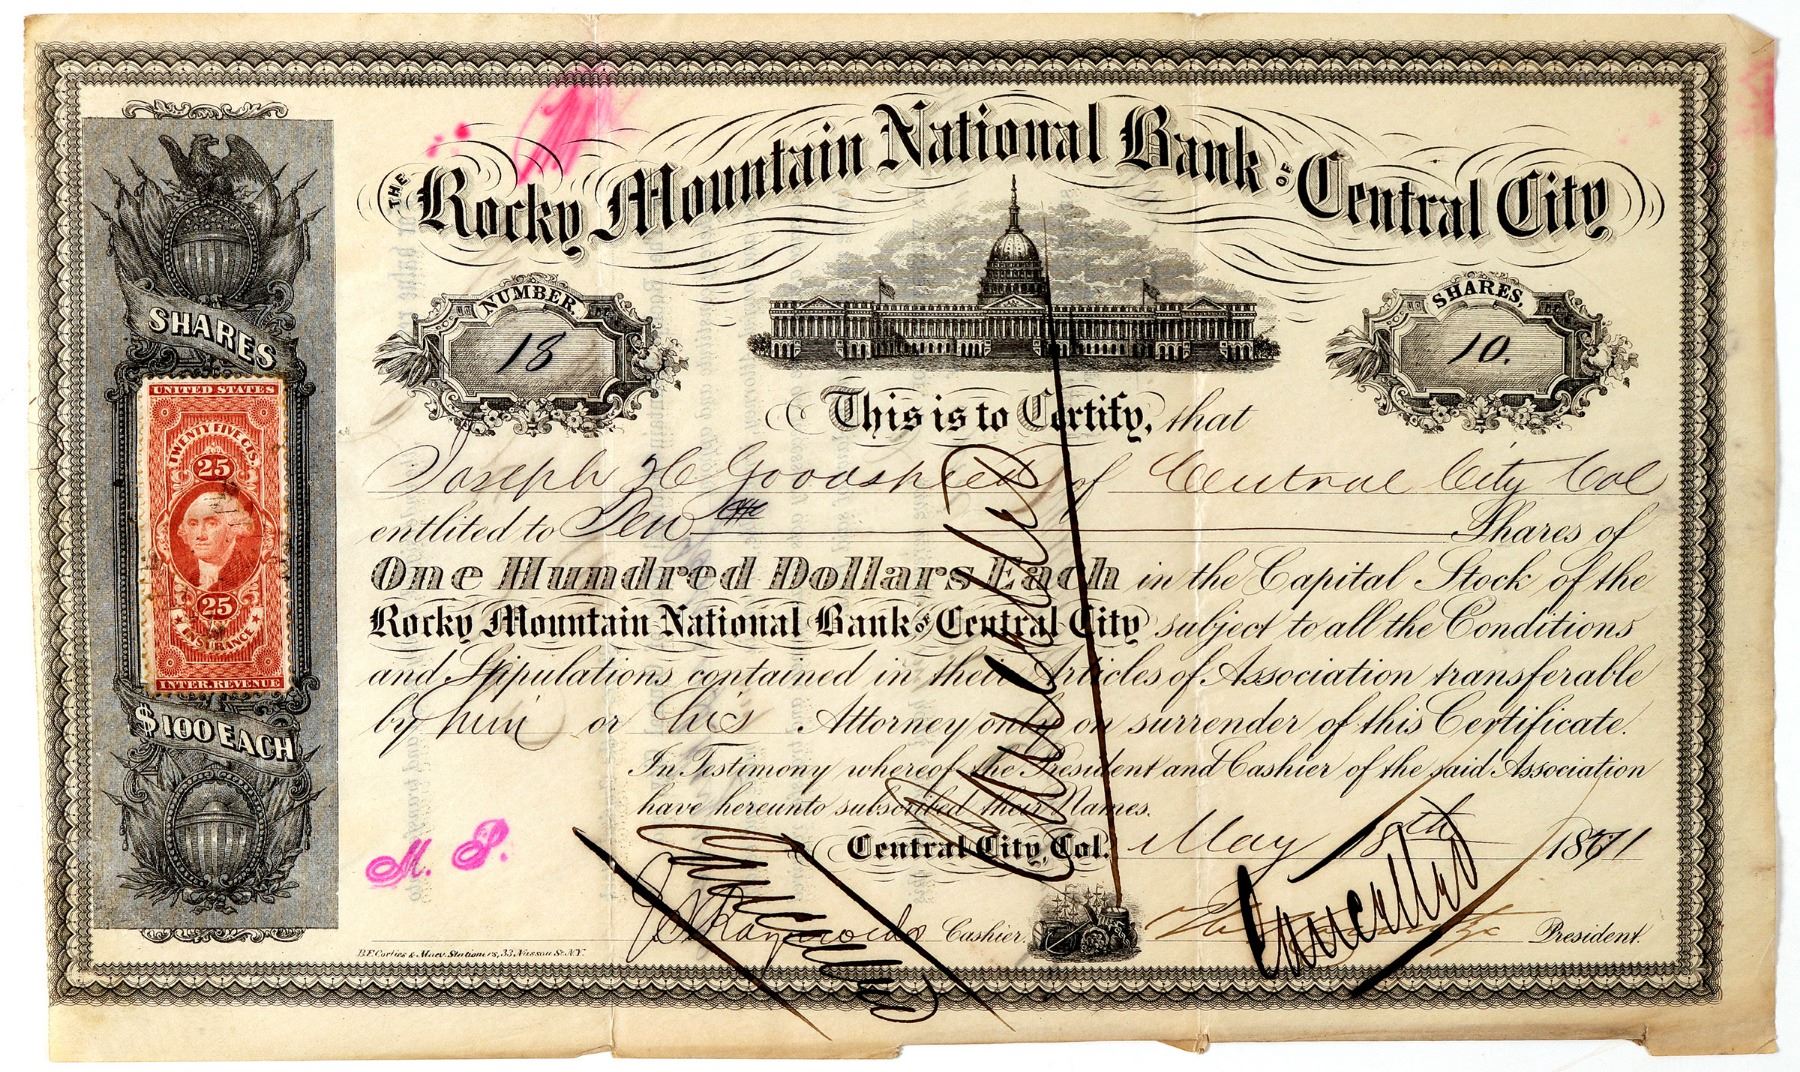 THE Rocky Mountain National Bank OF Central City
NUMBER.
18
SHARES.
10.
SHARES
UNITED STATES
TWENTY FIVE CTS.
25
25
INSURANCE
INTER. REVENUE
$100 EACH
This is to Certify, that
Joseph H Goodspeed of Central City Col
entlited to Ten Shares of
One Hundred Dollars Each in the Capital Stock of the
Rocky Mountain National Bank of Central City subject to all the Conditions
and Stipulations contained in their Articles of Association transferable
by him or his Attorney only on surrender of this Certificate.
In Testimony whereof the President and Cashier of the said Association
have hereunto subscribed their Names.
Central City, Col. May 18th 1871
Cashier.
President.
Cancelled
Cancelled
Cancelled
M. P.
B.F. Corlies & Macy, Stationers, 33, Nassau St. N.Y.